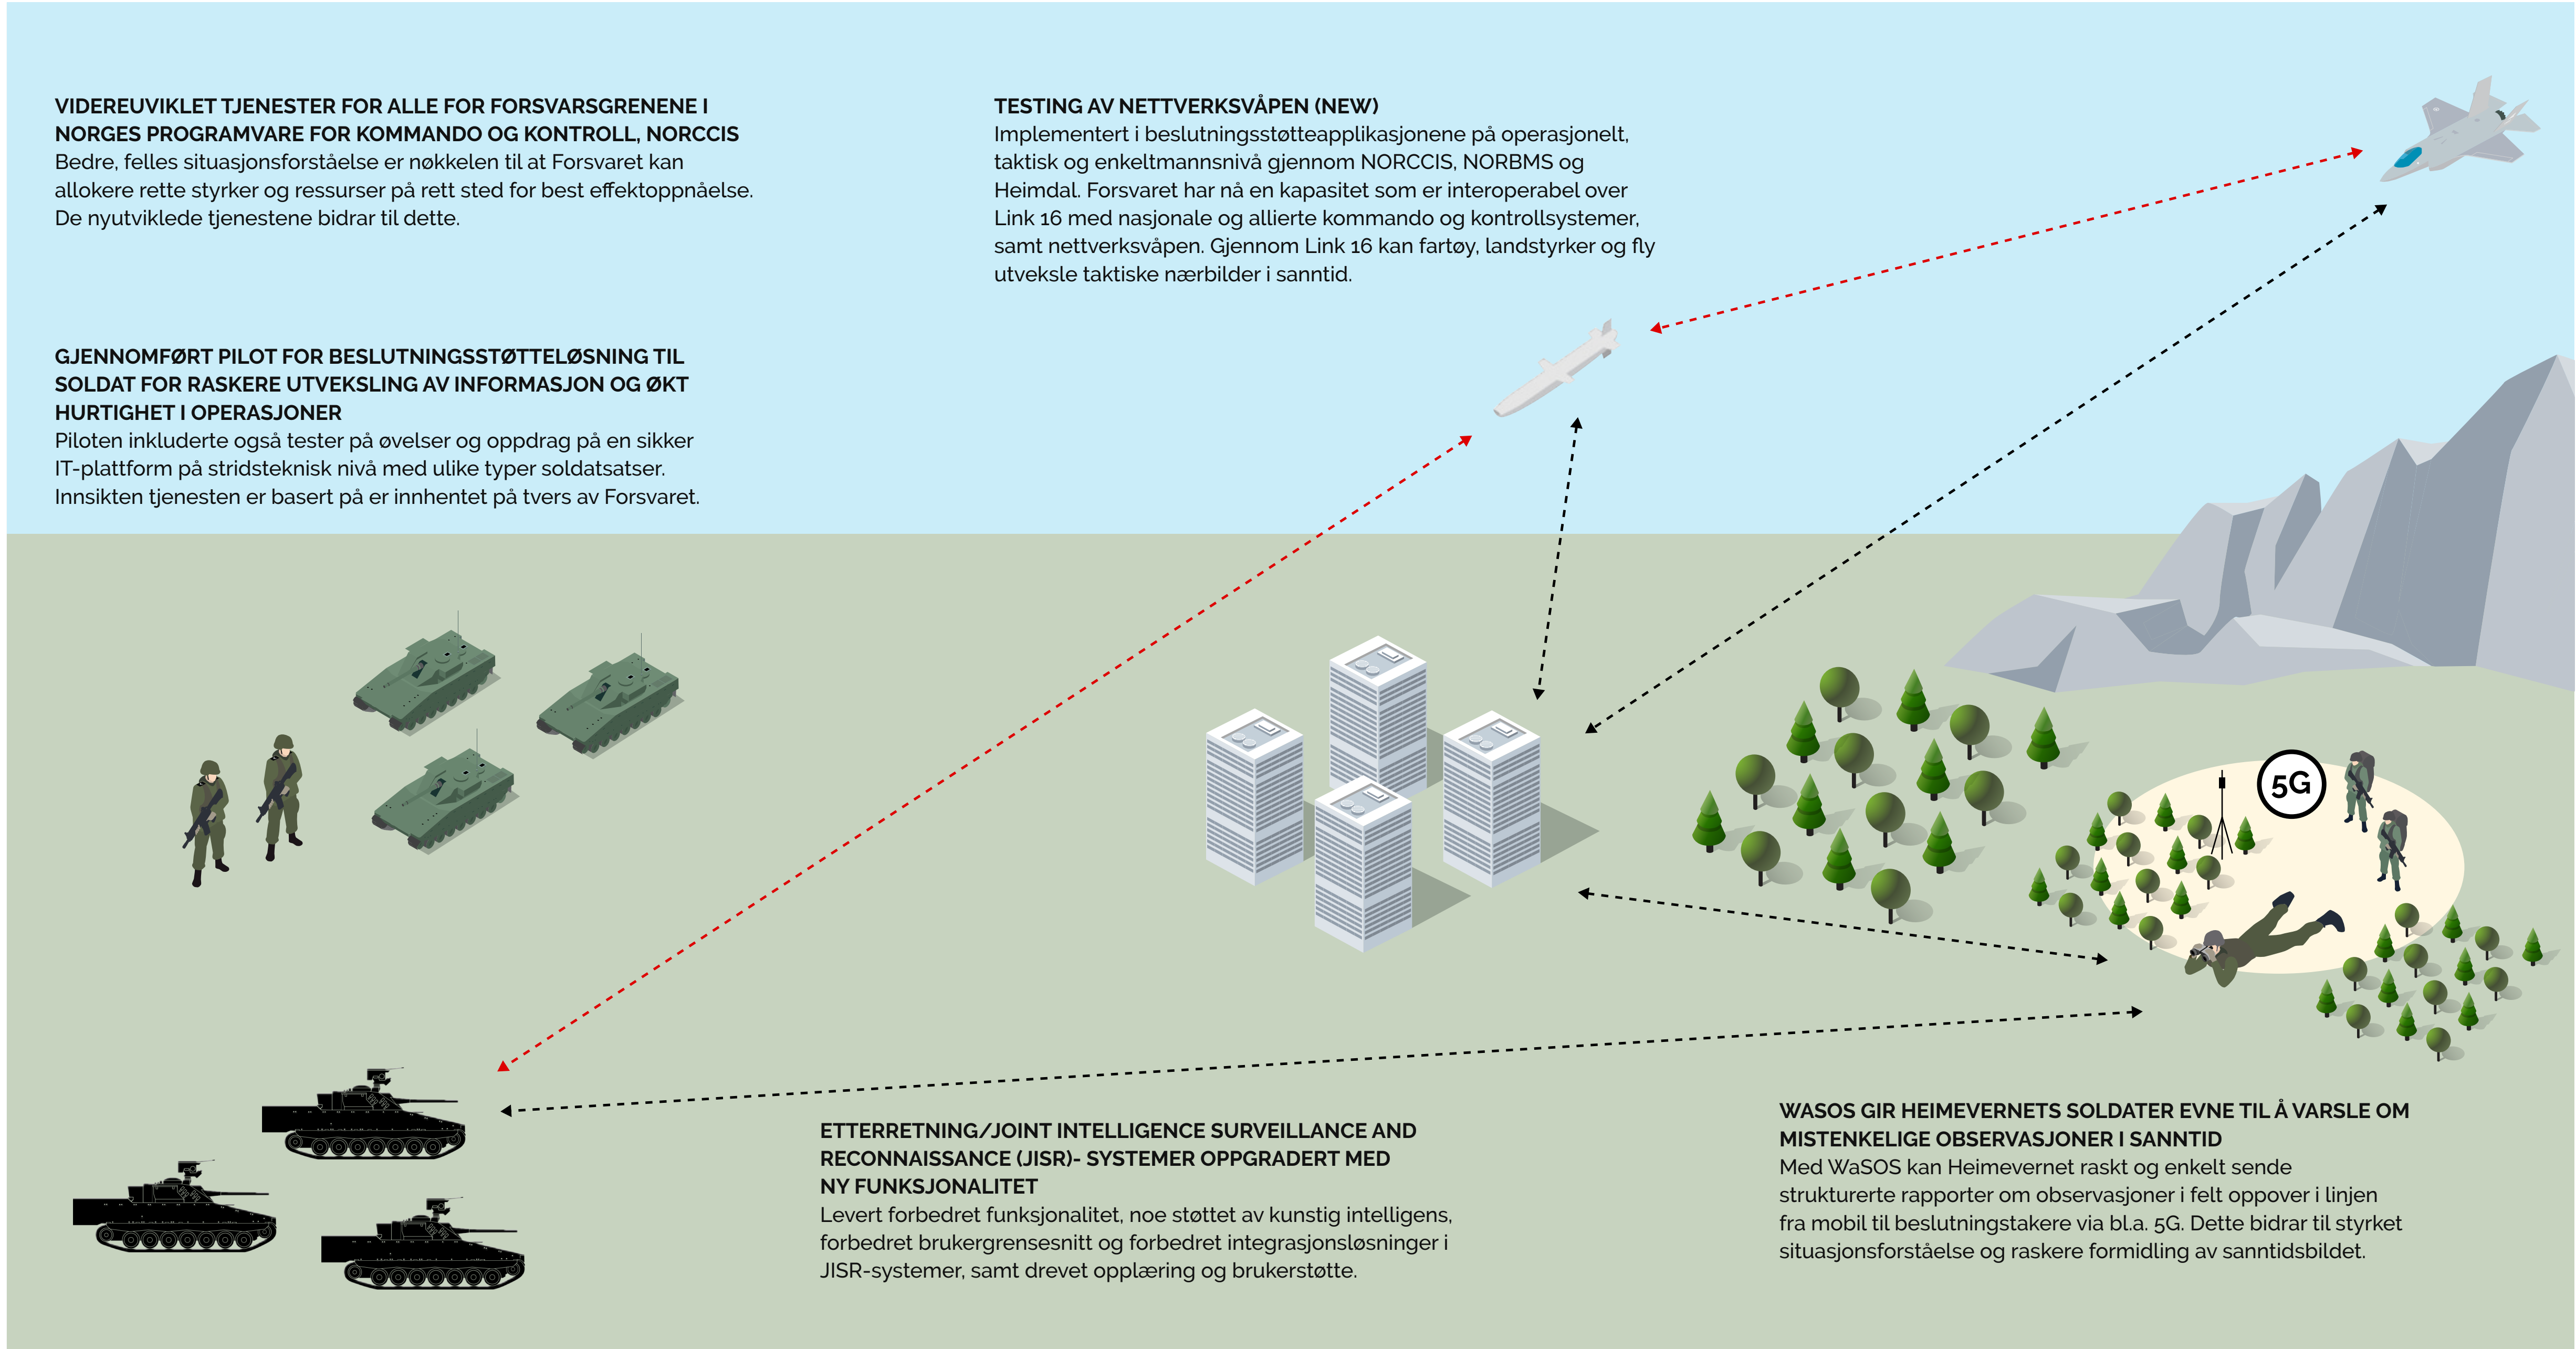 VIDEREUVIKLET TJENESTER FOR ALLE FOR FORSVARSGRENENE I
NORGES PROGRAMVARE FOR KOMMANDO OG KONTROLL, NORCCIS
Bedre, felles situasjonsforståelse er nøkkelen til at Forsvaret kan
allokere rette styrker og ressurser på rett sted for best effektoppnåelse.
De nyutviklede tjenestene bidrar til dette.
GJENNOMFØRT PILOT FOR BESLUTNINGSSTØTTELØSNING TIL
SOLDAT FOR RASKERE UTVEKSLING AV INFORMASJON OG ØKT
HURTIGHET I OPERASJONER
Piloten inkluderte også tester på øvelser og oppdrag på en sikker
IT-plattform på stridsteknisk nivå med ulike typer soldatsatser.
Innsikten tjenesten er basert på er innhentet på tvers av Forsvaret.
TESTING AV NETTVERKSVÅPEN (NEW)
Implementert i beslutningsstøtteapplikasjonene på operasjonelt,
taktisk og enkeltmannsnivå gjennom NORCCIS, NORBMS og
Heimdal. Forsvaret har nå en kapasitet som er interoperabel over
Link 16 med nasjonale og allierte kommando og kontrollsystemer,
samt nettverksvåpen. Gjennom Link 16 kan fartøy, landstyrker og fly
utveksle taktiske nærbilder i sanntid.
5G
ETTERRETNING/JOINT INTELLIGENCE SURVEILLANCE AND
RECONNAISSANCE (JISR)- SYSTEMER OPPGRADERT MED
NY FUNKSJONALITET
Levert forbedret funksjonalitet, noe støttet av kunstig intelligens,
forbedret brukergrensesnitt og forbedret integrasjonsløsninger i
JISR-systemer, samt drevet opplæring og brukerstøtte.
WASOS GIR HEIMEVERNETS SOLDATER EVNE TIL Å VARSLE OM
MISTENKELIGE OBSERVASJONER I SANNTID
Med WaSOS kan Heimevernet raskt og enkelt sende
strukturerte rapporter om observasjoner i felt oppover i linjen
fra mobil til beslutningstakere via bl.a. 5G. Dette bidrar til styrket
situasjonsforståelse og raskere formidling av sanntidsbildet.